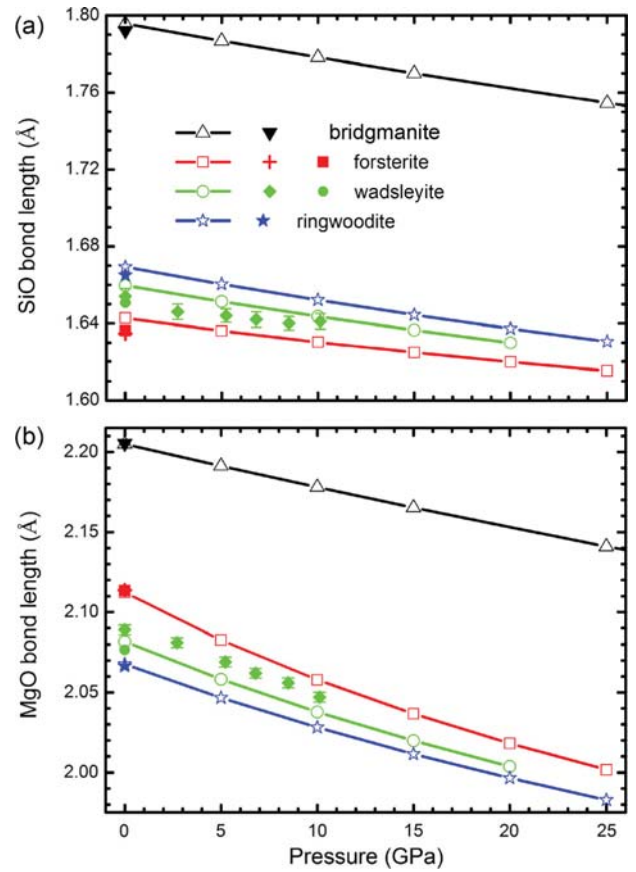 (a)
1.80
1.76
1.72
1.68
1.64
1.60
SiO bond length (Å)
bridgmanite
forsterite
wadsleyite
ringwoodite
(b)
2.20
2.15
2.10
2.05
2.00
MgO bond length (Å)
0 5 10 15 20 25
Pressure (GPa)